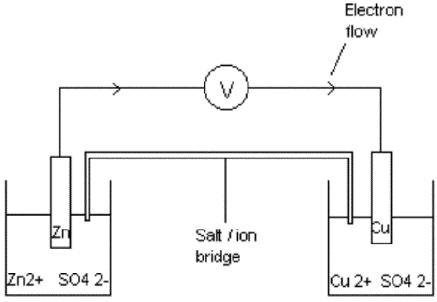 Electron
flow
V
Zn
Cu
Salt / ion
bridge
Zn2+ SO4 2-
Cu 2+ SO4 2-